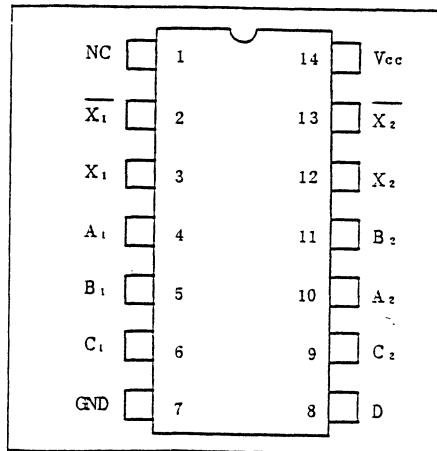 NC 1 14 Vcc
X̅₁ 2 13 X̅₂
X₁ 3 12 X₂
A₁ 4 11 B₂
B₁ 5 10 A₂
C₁ 6 9 C₂
GND 7 8 D